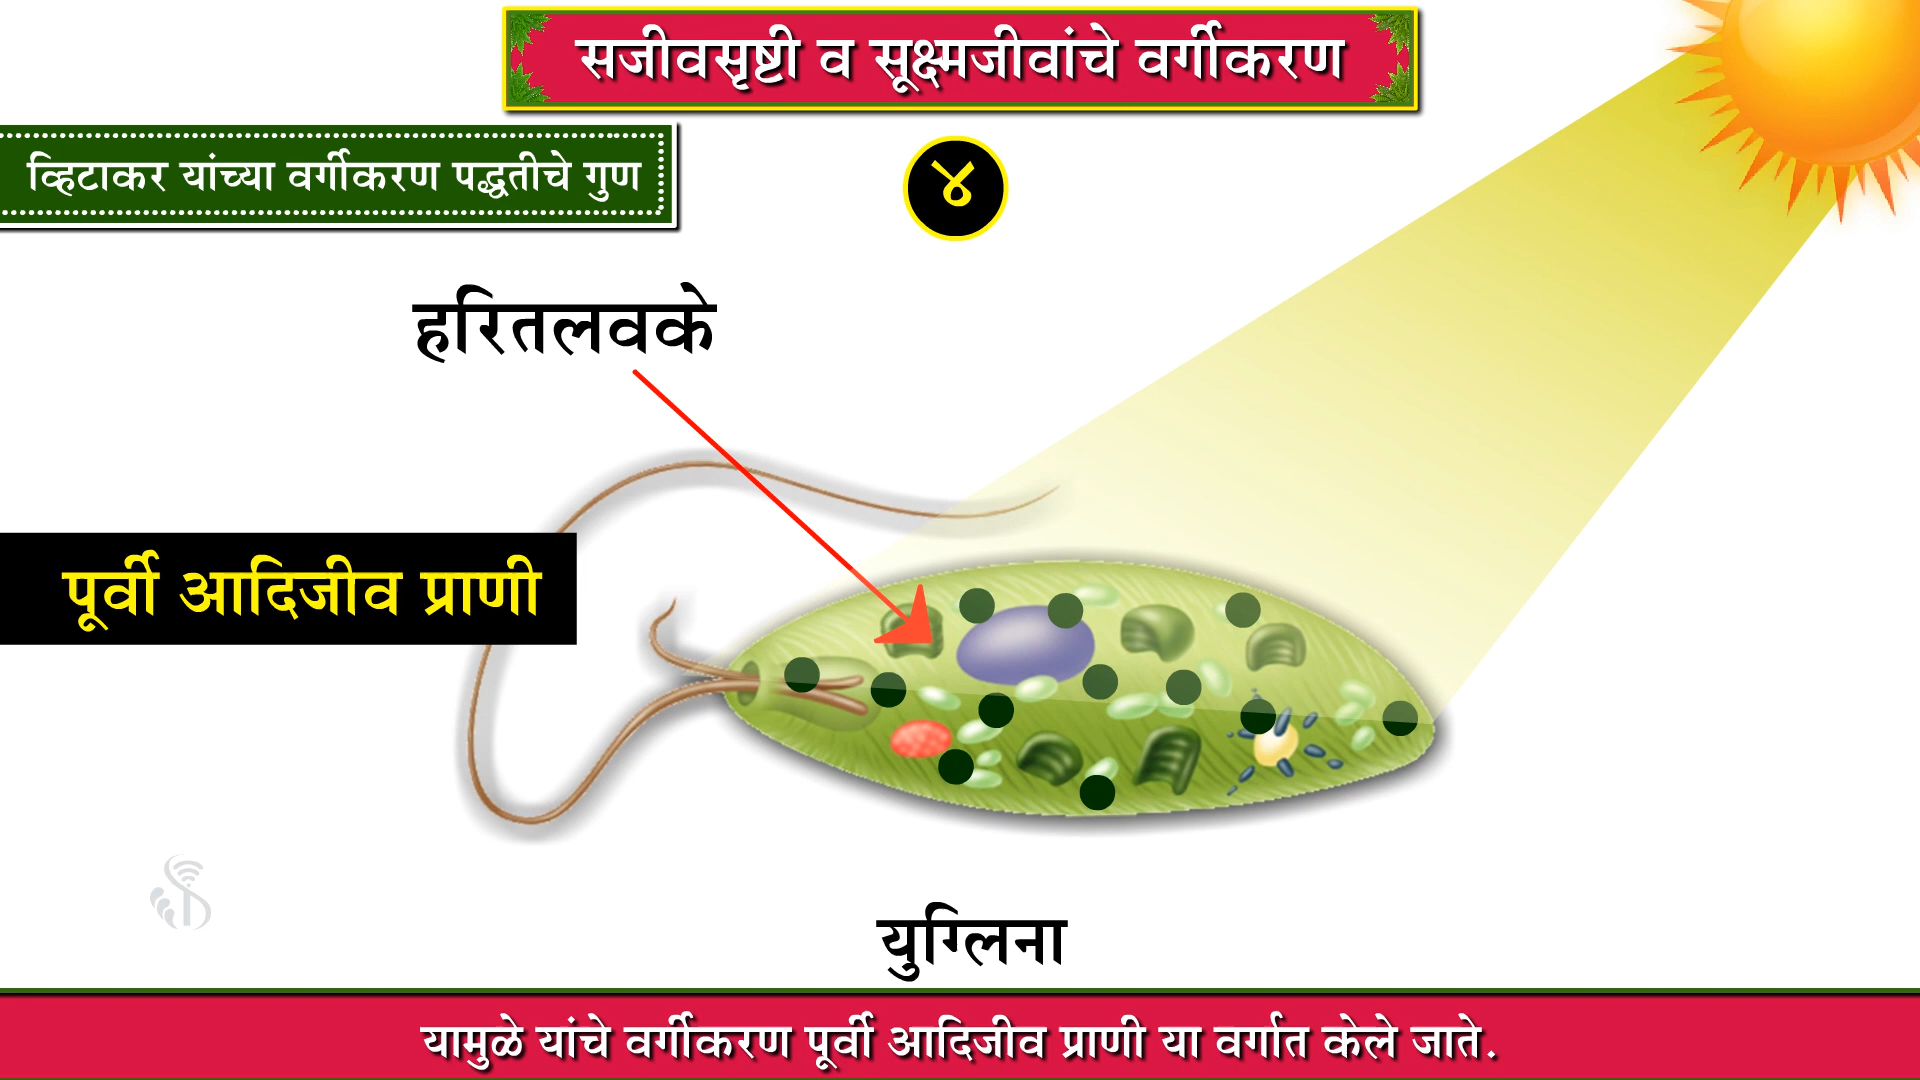 सजीवसृष्टी व सूक्ष्मजीवांचे वर्गीकरण
व्हिटाकर यांच्या वर्गीकरण पद्धतीचे गुण
४
हरितलवके
पूर्वी आदिजीव प्राणी
युग्लिना
यामुळे यांचे वर्गीकरण पूर्वी आदिजीव प्राणी या वर्गात केले जाते.